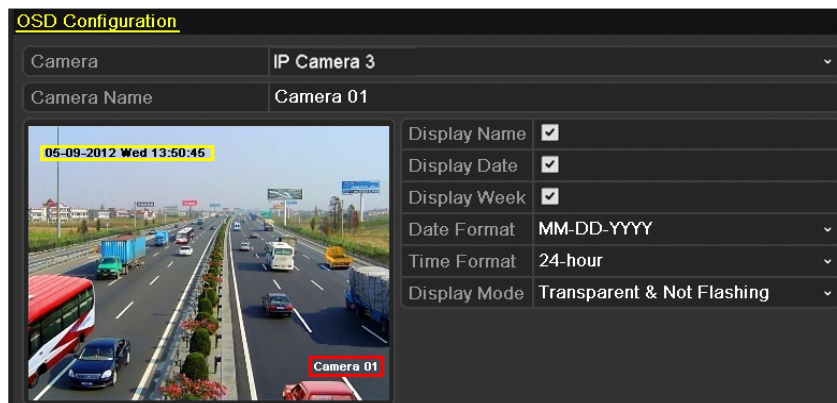 OSD Configuration
Camera IP Camera 3
Camera Name Camera 01
05-09-2012 Wed 13:50:45
Camera 01
Display Name
Display Date
Display Week
Date Format MM-DD-YYYY
Time Format 24-hour
Display Mode Transparent & Not Flashing